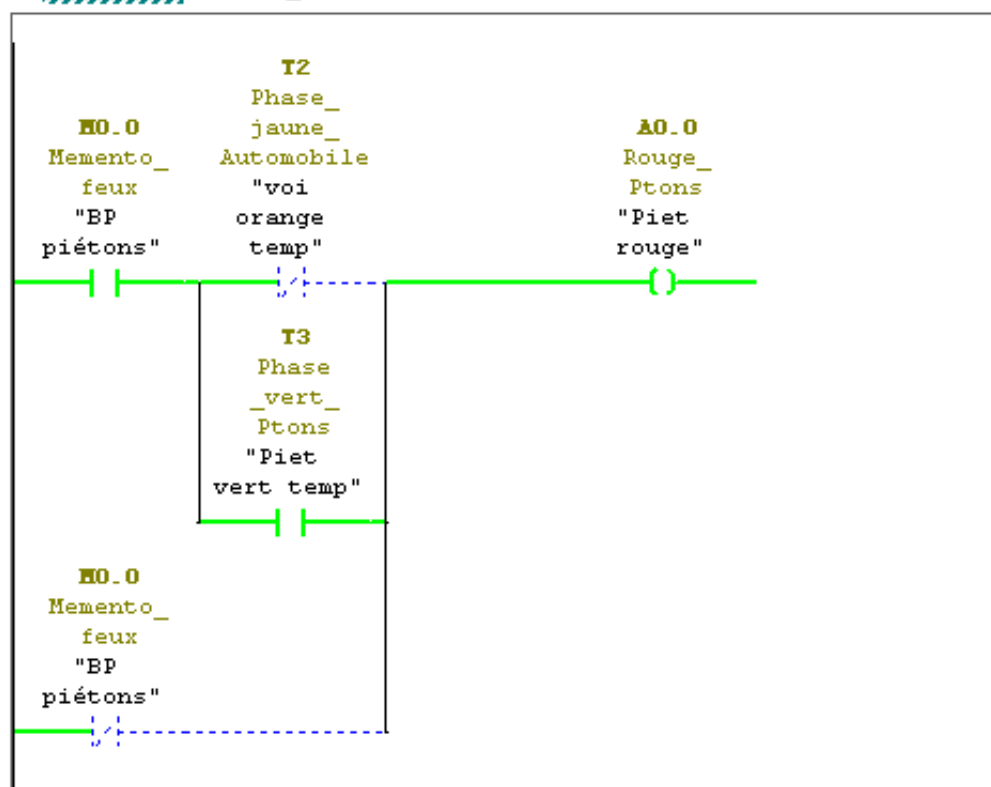 T2
Phase_
jaune_
Automobile
"voi
orange
temp"
M0.0
Memento_
feux
"BP
piétons"
A0.0
Rouge_
Ptons
"Piet
rouge"
T3
Phase
_vert_
Ptons
"Piet
vert temp"
M0.0
Memento_
feux
"BP
piétons"